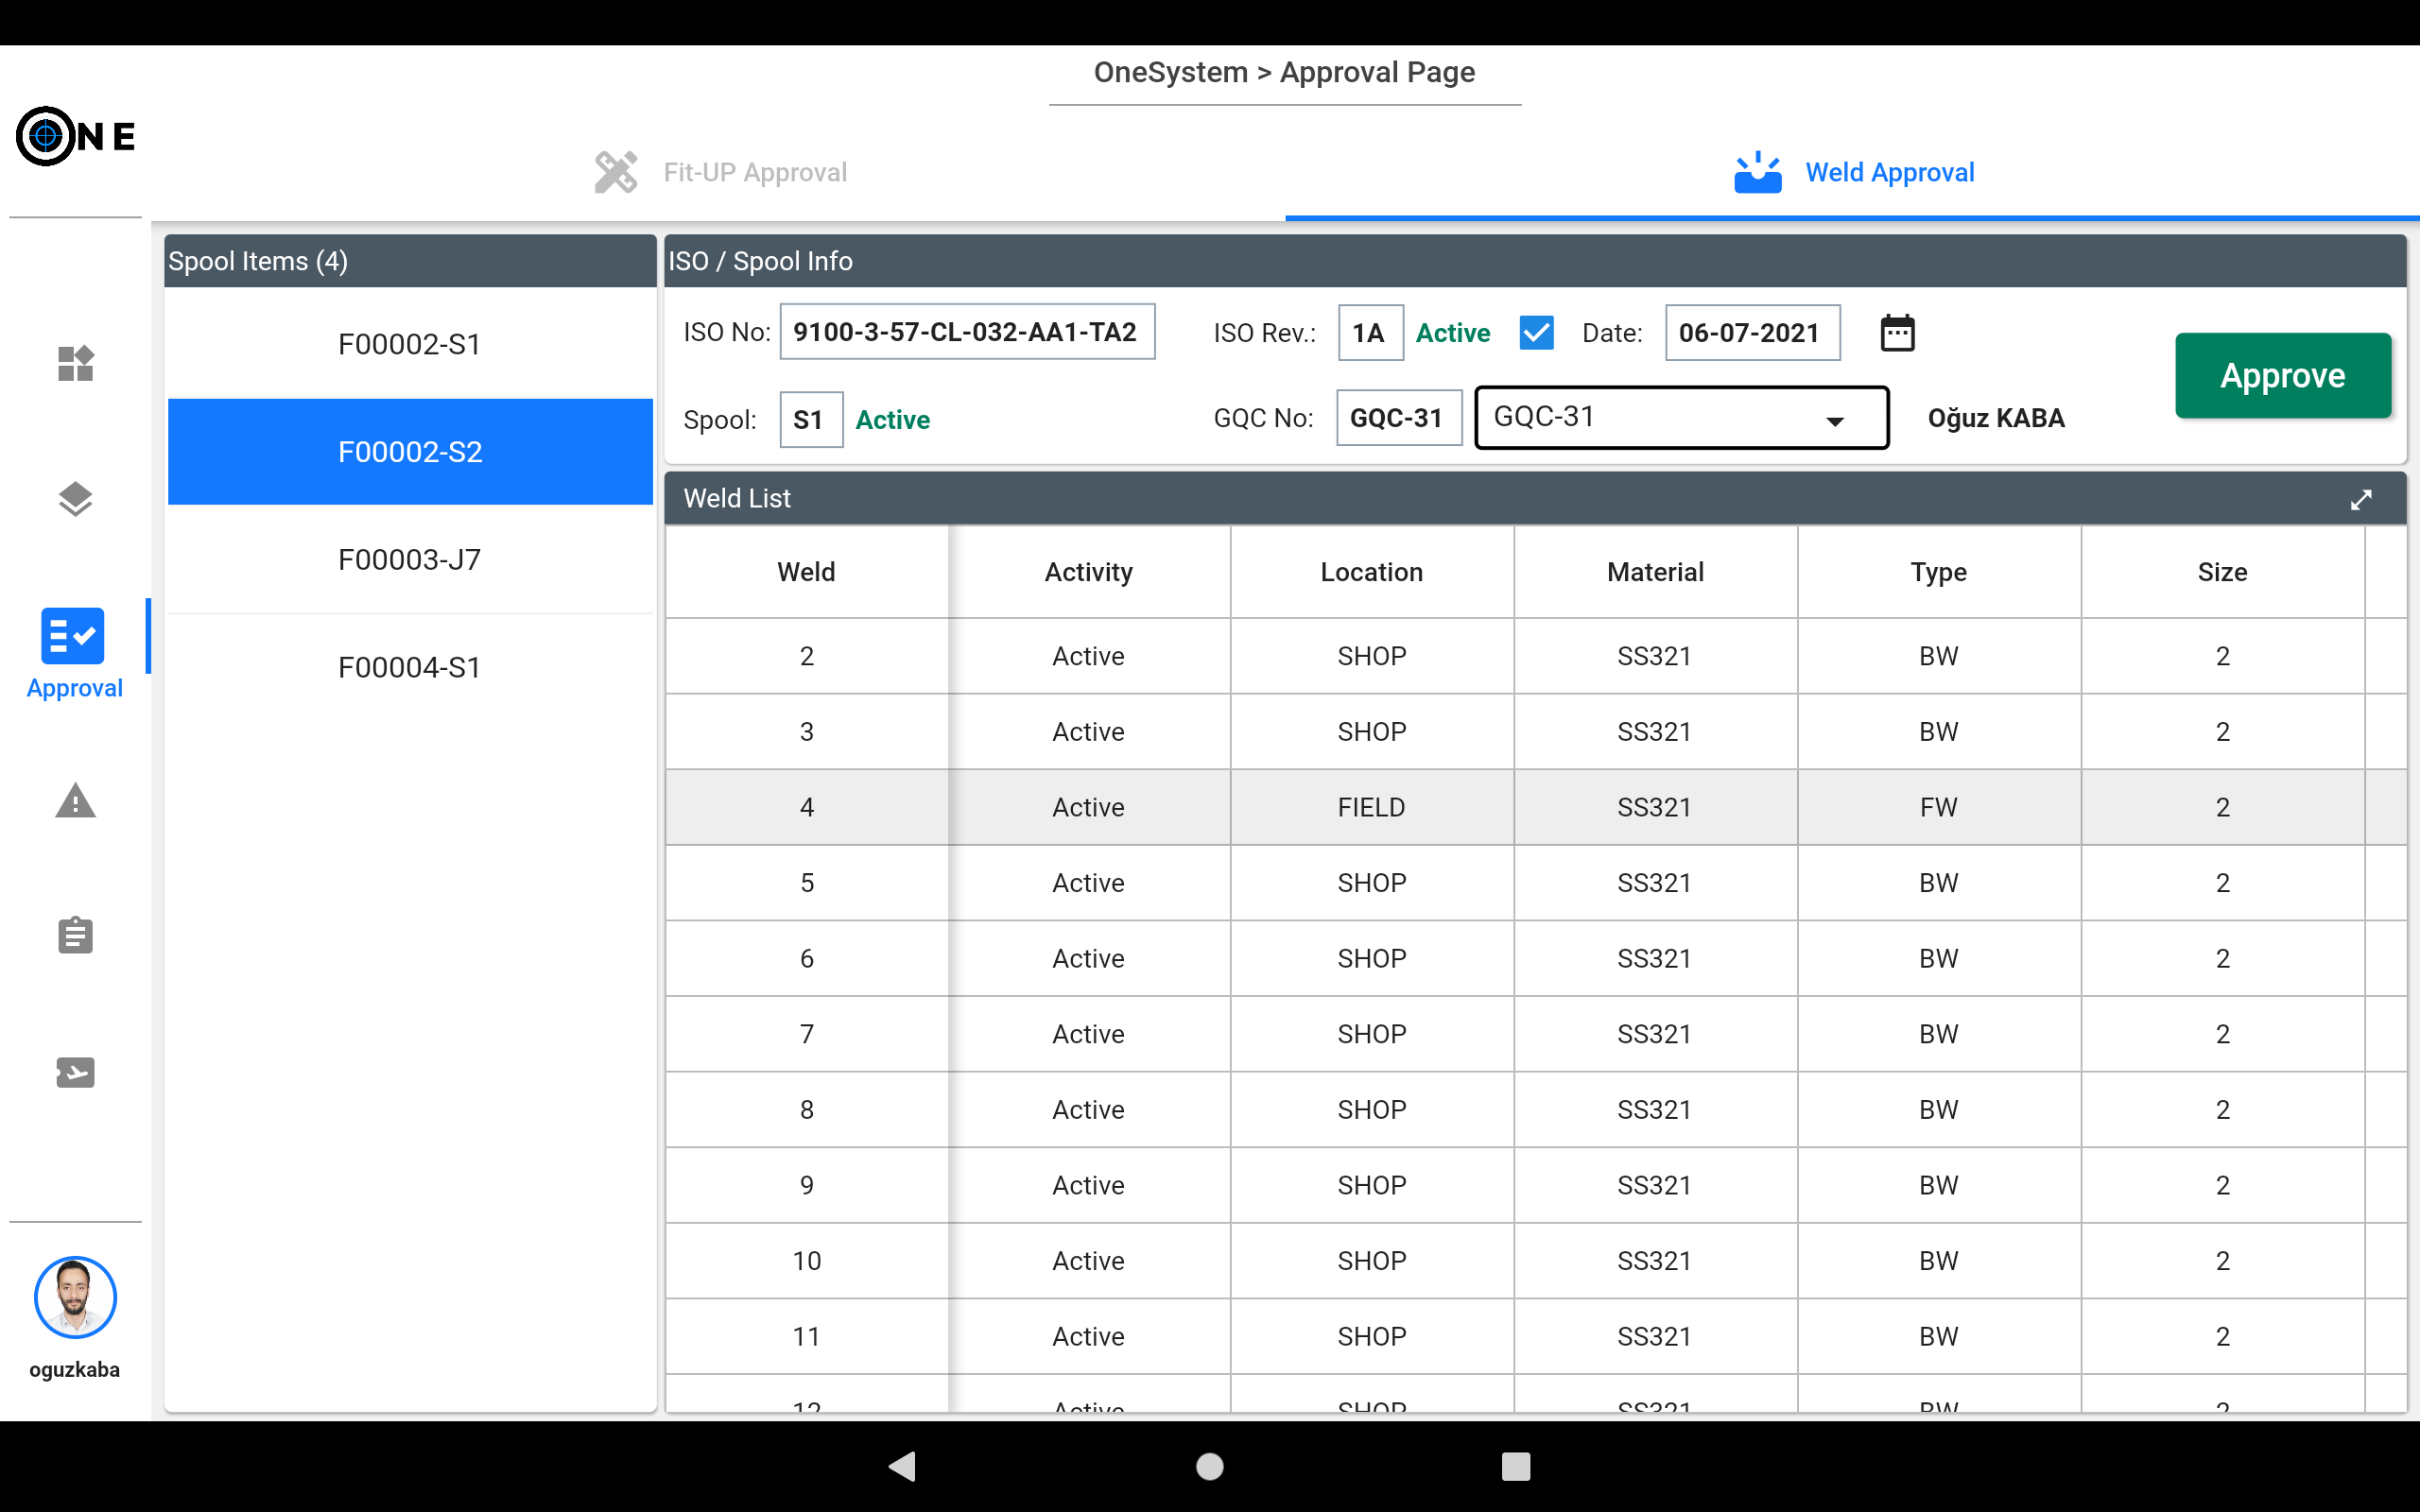 OneSystem > Approval Page
ONE
Fit-UP Approval
Weld Approval
Spool Items (4)
F00002-S1
F00002-S2
F00003-J7
F00004-S1
ISO / Spool Info
ISO No: 9100-3-57-CL-032-AA1-TA2 ISO Rev.: 1A Active Date: 06-07-2021
Approve
Spool: S1 Active GQC No: GQC-31 GQC-31 Oğuz KABA
Weld List
Weld Activity Location Material Type Size
2 Active SHOP SS321 BW 2
3 Active SHOP SS321 BW 2
4 Active FIELD SS321 FW 2
5 Active SHOP SS321 BW 2
6 Active SHOP SS321 BW 2
7 Active SHOP SS321 BW 2
8 Active SHOP SS321 BW 2
9 Active SHOP SS321 BW 2
10 Active SHOP SS321 BW 2
11 Active SHOP SS321 BW 2
12 Active SHOP SS321 BW 2
Approval
oguzkaba